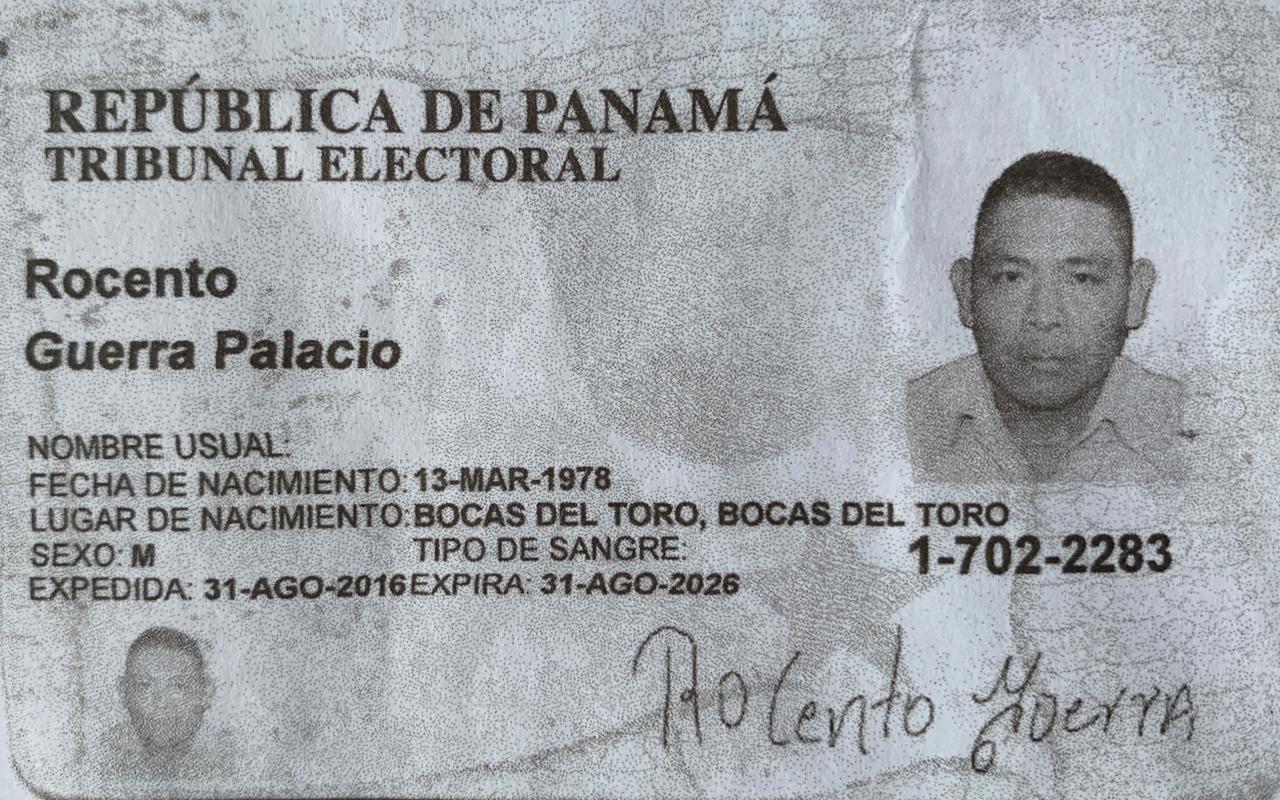 REPÚBLICA DE PANAMÁ
TRIBUNAL ELECTORAL
Rocento
Guerra Palacio
NOMBRE USUAL:
FECHA DE NACIMIENTO: 13-MAR-1978
LUGAR DE NACIMIENTO: BOCAS DEL TORO, BOCAS DEL TORO
SEXO: M TIPO DE SANGRE:
1-702-2283
EXPEDIDA: 31-AGO-2016 EXPIRA: 31-AGO-2026
Rocento Guerra